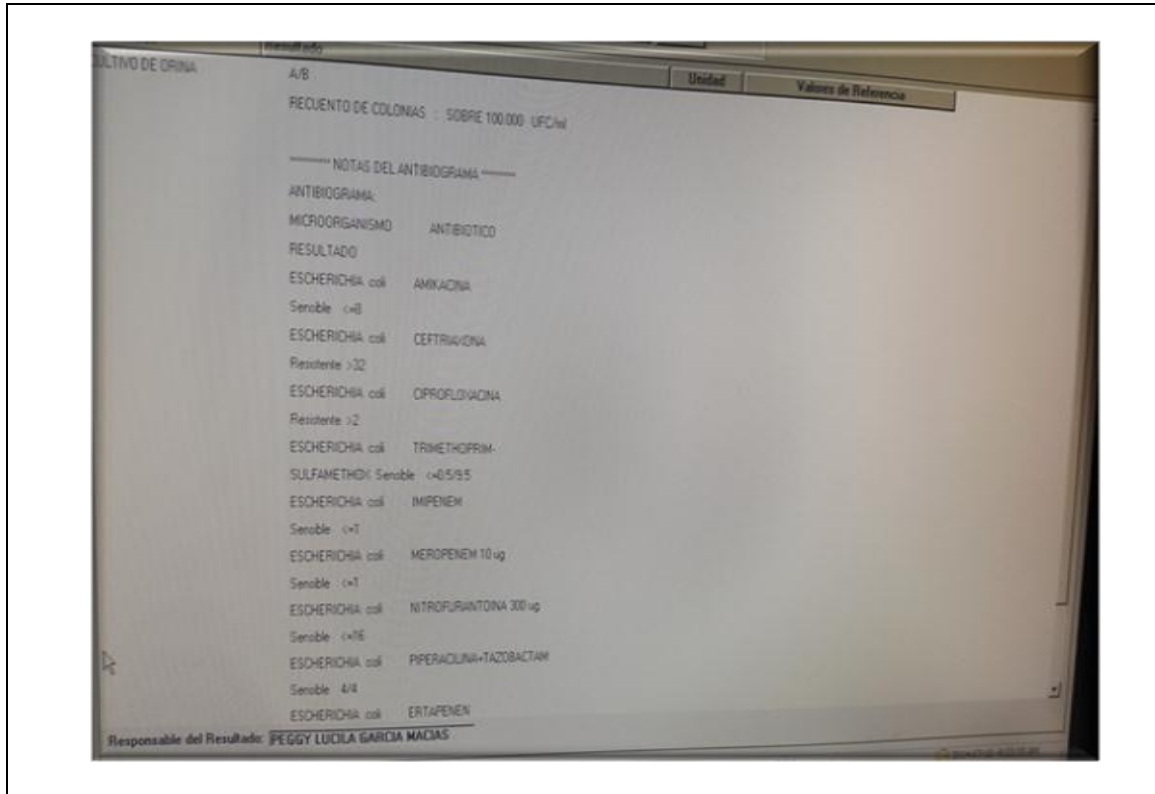 Resultado
Unidad
Valores de Referencia
CULTIVO DE ORINA
A/B
RECUENTO DE COLONIAS : SOBRE 100.000 UFC/ml
NOTAS DEL ANTIBIOGRAMA
ANTIBIOGRAMA:
MICROORGANISMO ANTIBIOTICO
RESULTADO
ESCHERICHIA coli AMIKACINA
Sensible <=8
ESCHERICHIA coli CEFTRIAXONA
Resistente >32
ESCHERICHIA coli CIPROFLOXACINA
Resistente >2
ESCHERICHIA coli TRIMETHOPRIM-
SULFAMETHOX Sensible <=0.5/9.5
ESCHERICHIA coli IMIPENEM
Sensible <=1
ESCHERICHIA coli MEROPENEM 10 ug
Sensible <=1
ESCHERICHIA coli NITROFURANTOINA 300 ug
Sensible <=16
ESCHERICHIA coli PIPERACILINA+TAZOBACTAM
Sensible 4/4
ESCHERICHIA coli ERTAPENEN
Responsable del Resultado: PEGGY LUCILA GARCIA MACIAS